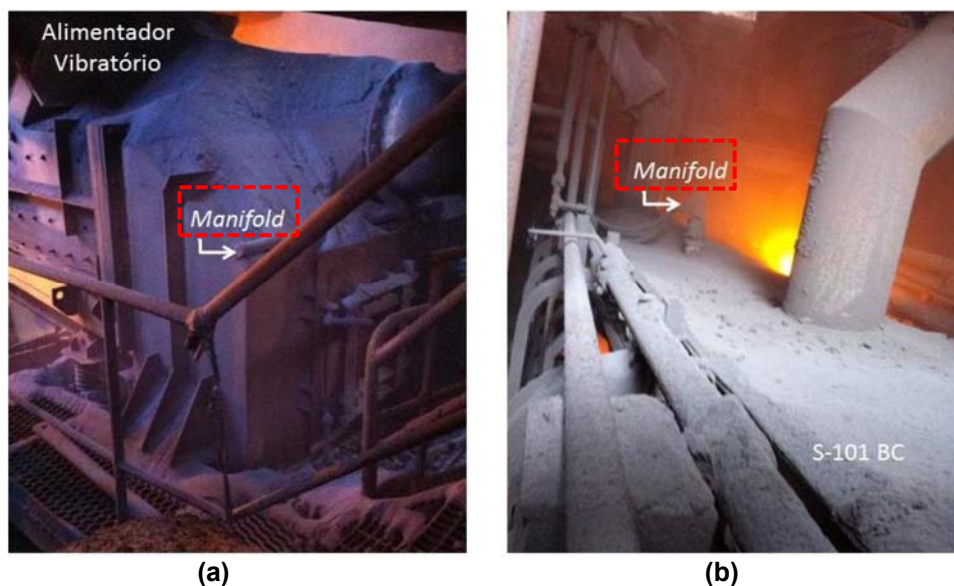 Alimentador
Vibratório
Manifold
(a)
Manifold
S-101 BC
(b)